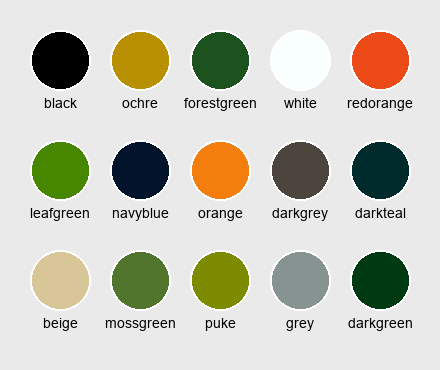 black ochre forestgreen white redorange
leafgreen navyblue orange darkgrey darkteal
beige mossgreen puke grey darkgreen